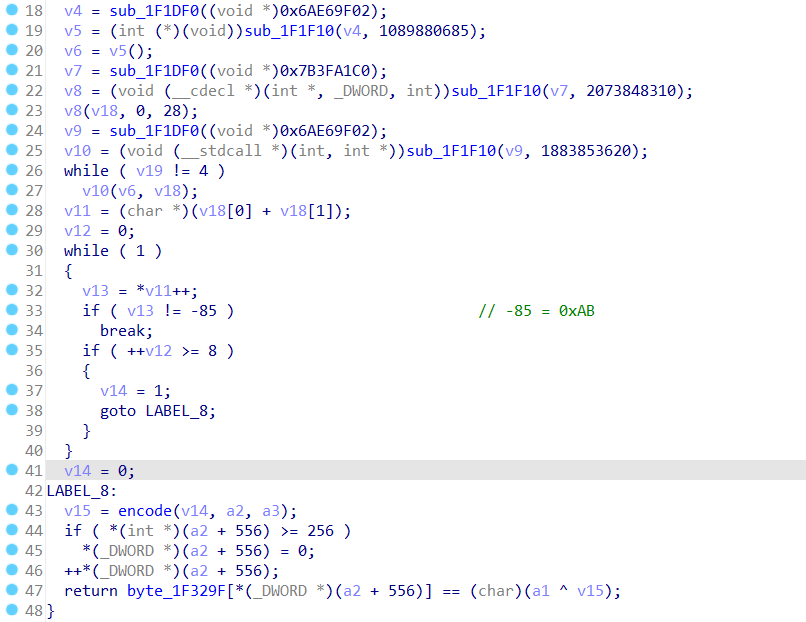 18 v4 = sub_1F1DF0((void *)0x6AE69F02);
19 v5 = (int (*)(void))sub_1F1F10(v4, 1089880685);
20 v6 = v5();
21 v7 = sub_1F1DF0((void *)0x7B3FA1C0);
22 v8 = (void (__cdecl *)(int *, _DWORD, int))sub_1F1F10(v7, 2073848310);
23 v8(v18, 0, 28);
24 v9 = sub_1F1DF0((void *)0x6AE69F02);
25 v10 = (void (__stdcall *)(int, int *))sub_1F1F10(v9, 1883853620);
26 while ( v19 != 4 )
27 v10(v6, v18);
28 v11 = (char *)(v18[0] + v18[1]);
29 v12 = 0;
30 while ( 1 )
31 {
32 v13 = *v11++;
33 if ( v13 != -85 ) // -85 = 0xAB
34 break;
35 if ( ++v12 >= 8 )
36 {
37 v14 = 1;
38 goto LABEL_8;
39 }
40 }
41 v14 = 0;
42 LABEL_8:
43 v15 = encode(v14, a2, a3);
44 if ( *(int *)(a2 + 556) >= 256 )
45 *(_DWORD *)(a2 + 556) = 0;
46 ++*(_DWORD *)(a2 + 556);
47 return byte_1F329F[*(_DWORD *)(a2 + 556)] == (char)(a1 ^ v15);
48 }